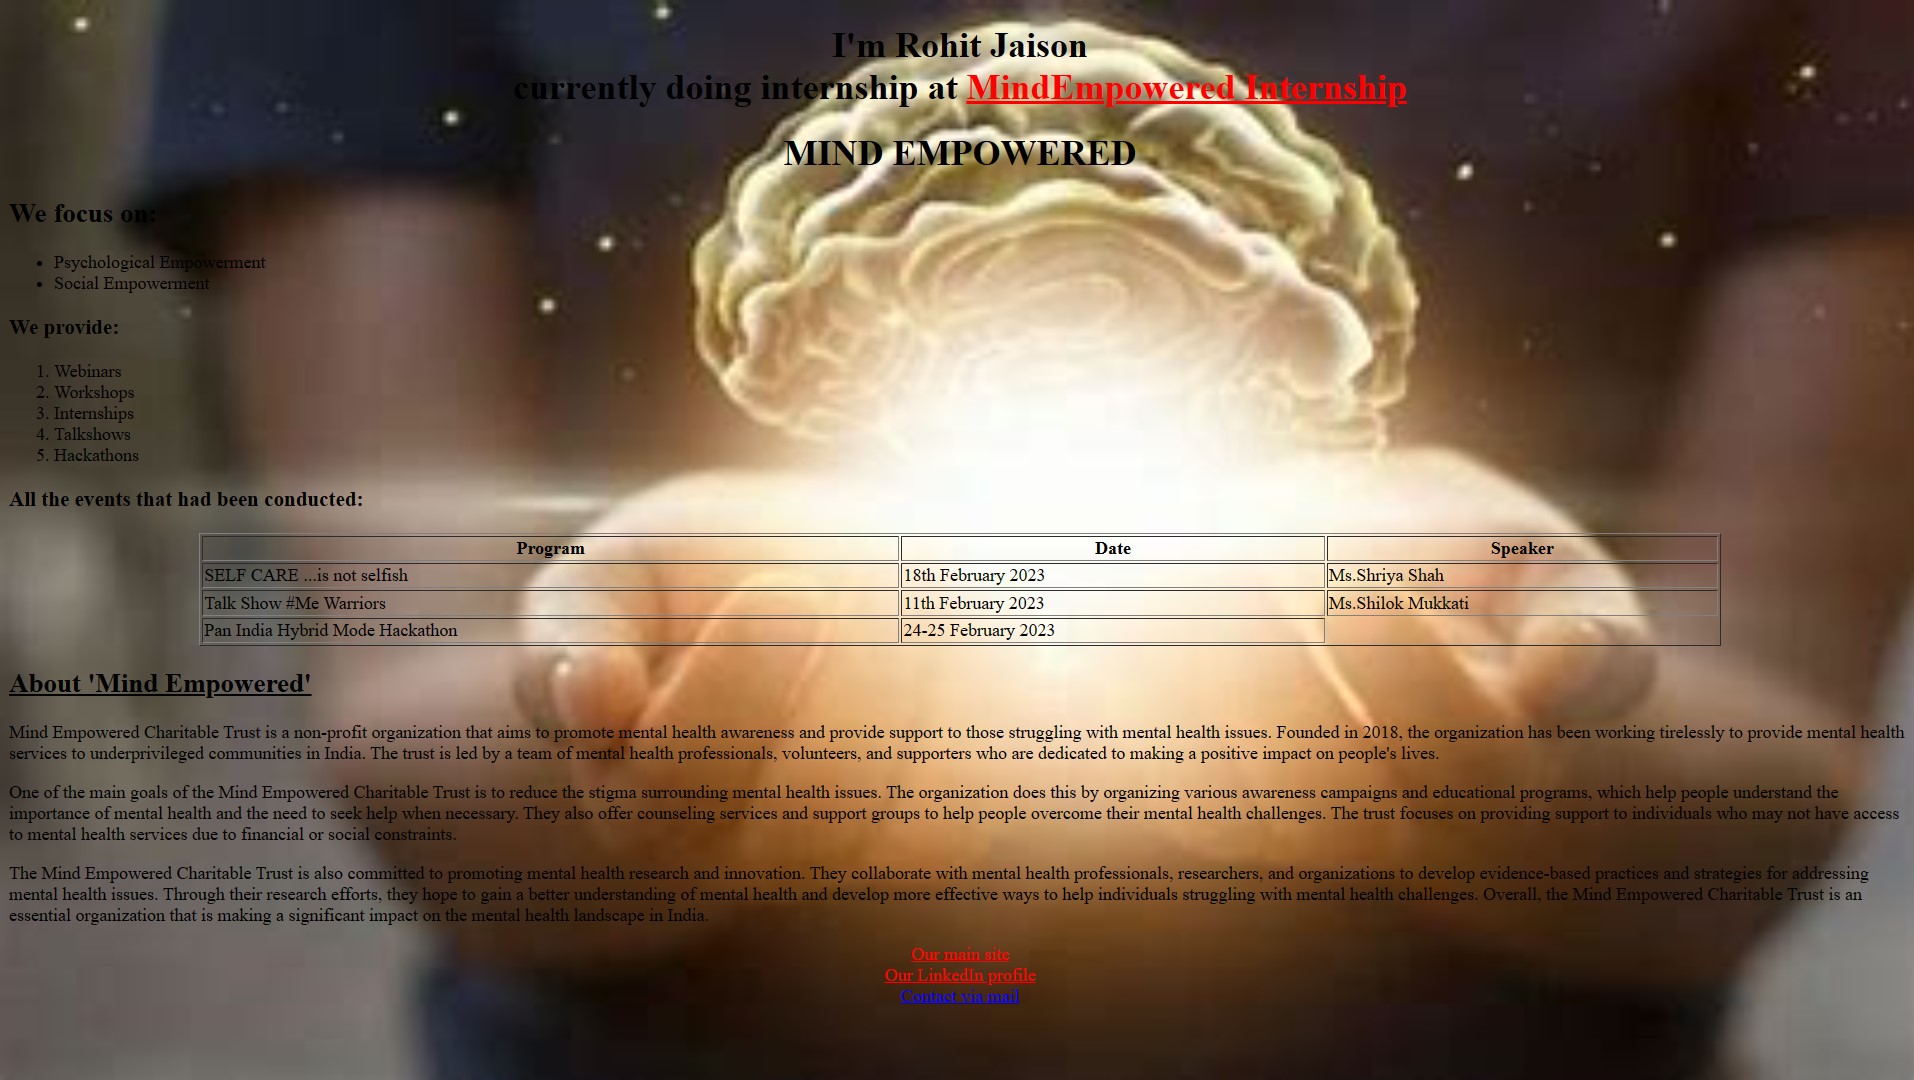 I'm Rohit Jaison
currently doing internship at MindEmpowered Internship
MIND EMPOWERED
We focus on:
• Psychological Empowerment
• Social Empowerment
We provide:
1. Webinars
2. Workshops
3. Internships
4. Talkshows
5. Hackathons
All the events that had been conducted:
Program Date Speaker
SELF CARE ...is not selfish 18th February 2023 Ms.Shriya Shah
Talk Show #Me Warriors 11th February 2023 Ms.Shilok Mukkati
Pan India Hybrid Mode Hackathon 24-25 February 2023
About 'Mind Empowered'
Mind Empowered Charitable Trust is a non-profit organization that aims to promote mental health awareness and provide support to those struggling with mental health issues. Founded in 2018, the organization has been working tirelessly to provide mental health
services to underprivileged communities in India. The trust is led by a team of mental health professionals, volunteers, and supporters who are dedicated to making a positive impact on people's lives.
One of the main goals of the Mind Empowered Charitable Trust is to reduce the stigma surrounding mental health issues. The organization does this by organizing various awareness campaigns and educational programs, which help people understand the
importance of mental health and the need to seek help when necessary. They also offer counseling services and support groups to help people overcome their mental health challenges. The trust focuses on providing support to individuals who may not have access
to mental health services due to financial or social constraints.
The Mind Empowered Charitable Trust is also committed to promoting mental health research and innovation. They collaborate with mental health professionals, researchers, and organizations to develop evidence-based practices and strategies for addressing
mental health issues. Through their research efforts, they hope to gain a better understanding of mental health and develop more effective ways to help individuals struggling with mental health challenges. Overall, the Mind Empowered Charitable Trust is an
essential organization that is making a significant impact on the mental health landscape in India.
Our main site
Our LinkedIn profile
Contact via mail